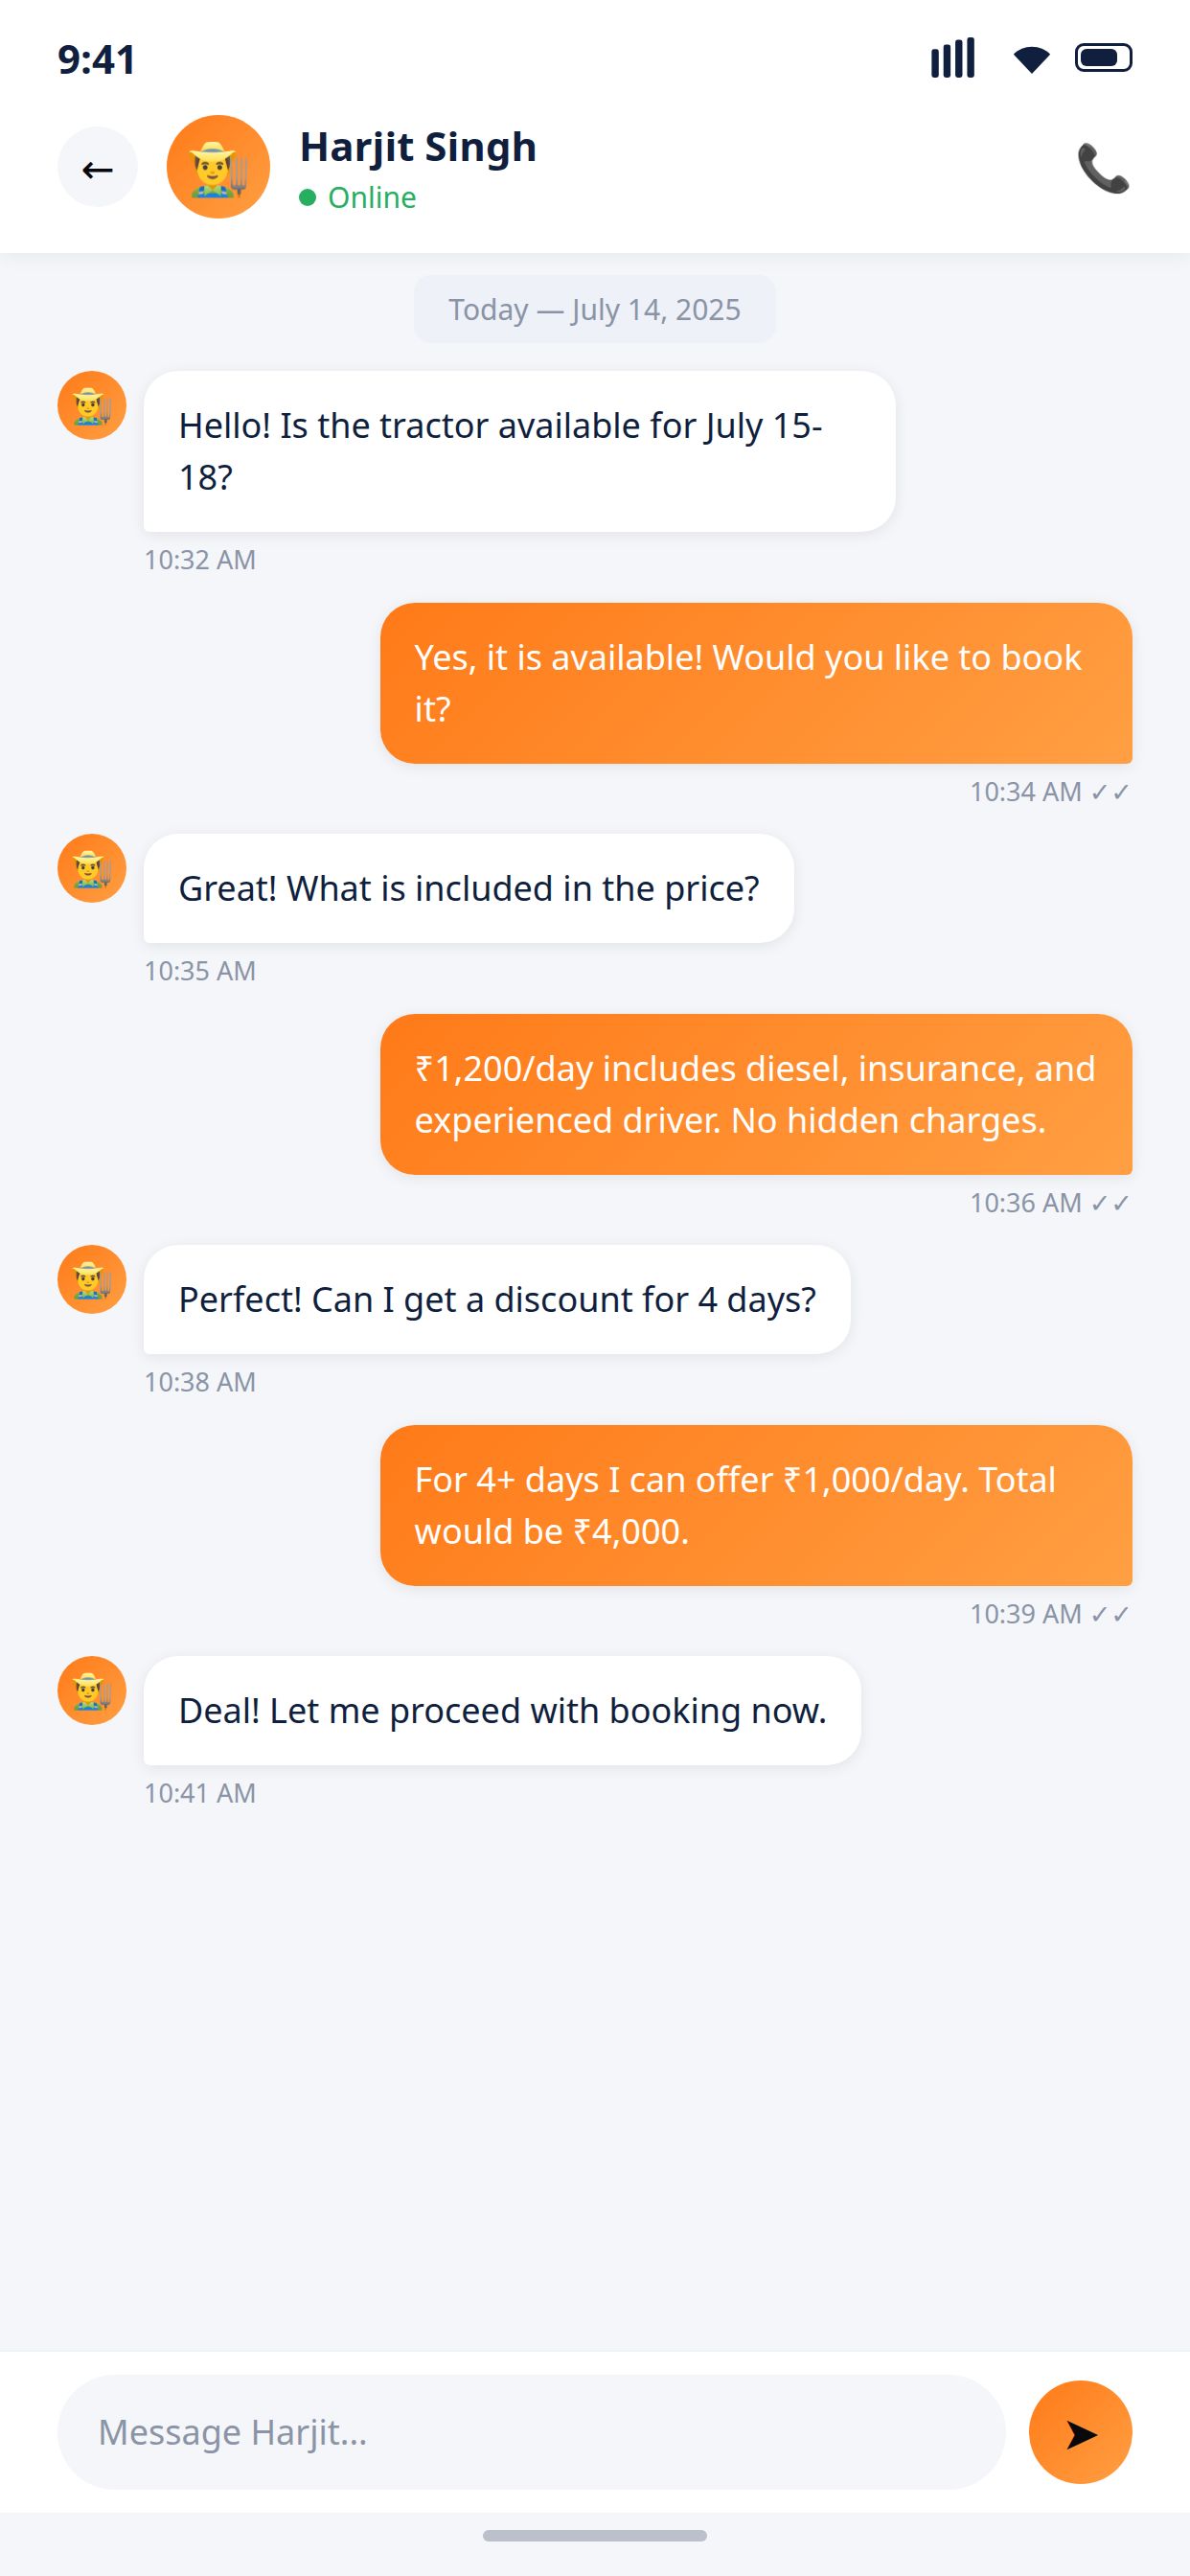 9:41
←
Harjit Singh
Online
Today — July 14, 2025
Hello! Is the tractor available for July 15-
18?
10:32 AM
Yes, it is available! Would you like to book
it?
10:34 AM ✓✓
Great! What is included in the price?
10:35 AM
₹1,200/day includes diesel, insurance, and
experienced driver. No hidden charges.
10:36 AM ✓✓
Perfect! Can I get a discount for 4 days?
10:38 AM
For 4+ days I can offer ₹1,000/day. Total
would be ₹4,000.
10:39 AM ✓✓
Deal! Let me proceed with booking now.
10:41 AM
Message Harjit...